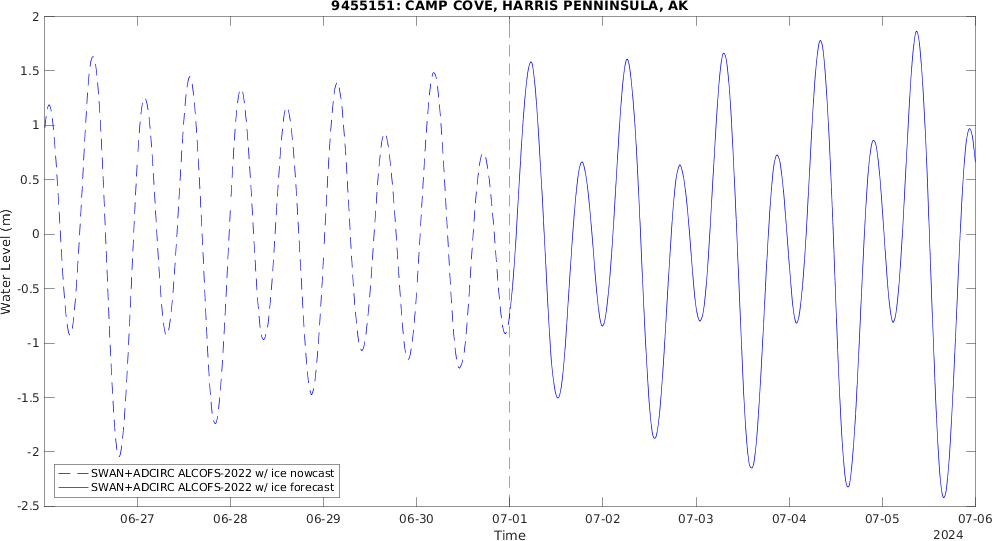 9455151: CAMP COVE, HARRIS PENNINSULA, AK
2
1.5
1
0.5
0
-0.5
-1
-1.5
-2
-2.5
Water Level (m)
SWAN+ADCIRC ALCOFS-2022 w/ ice nowcast
SWAN+ADCIRC ALCOFS-2022 w/ ice forecast
06-27 06-28 06-29 06-30 07-01 07-02 07-03 07-04 07-05 07-06
Time
2024